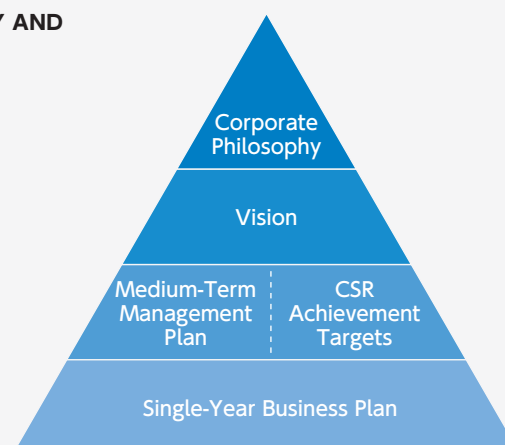 Y AND
Corporate
Philosophy
Vision
Medium-Term
Management
Plan
CSR
Achievement
Targets
Single-Year Business Plan